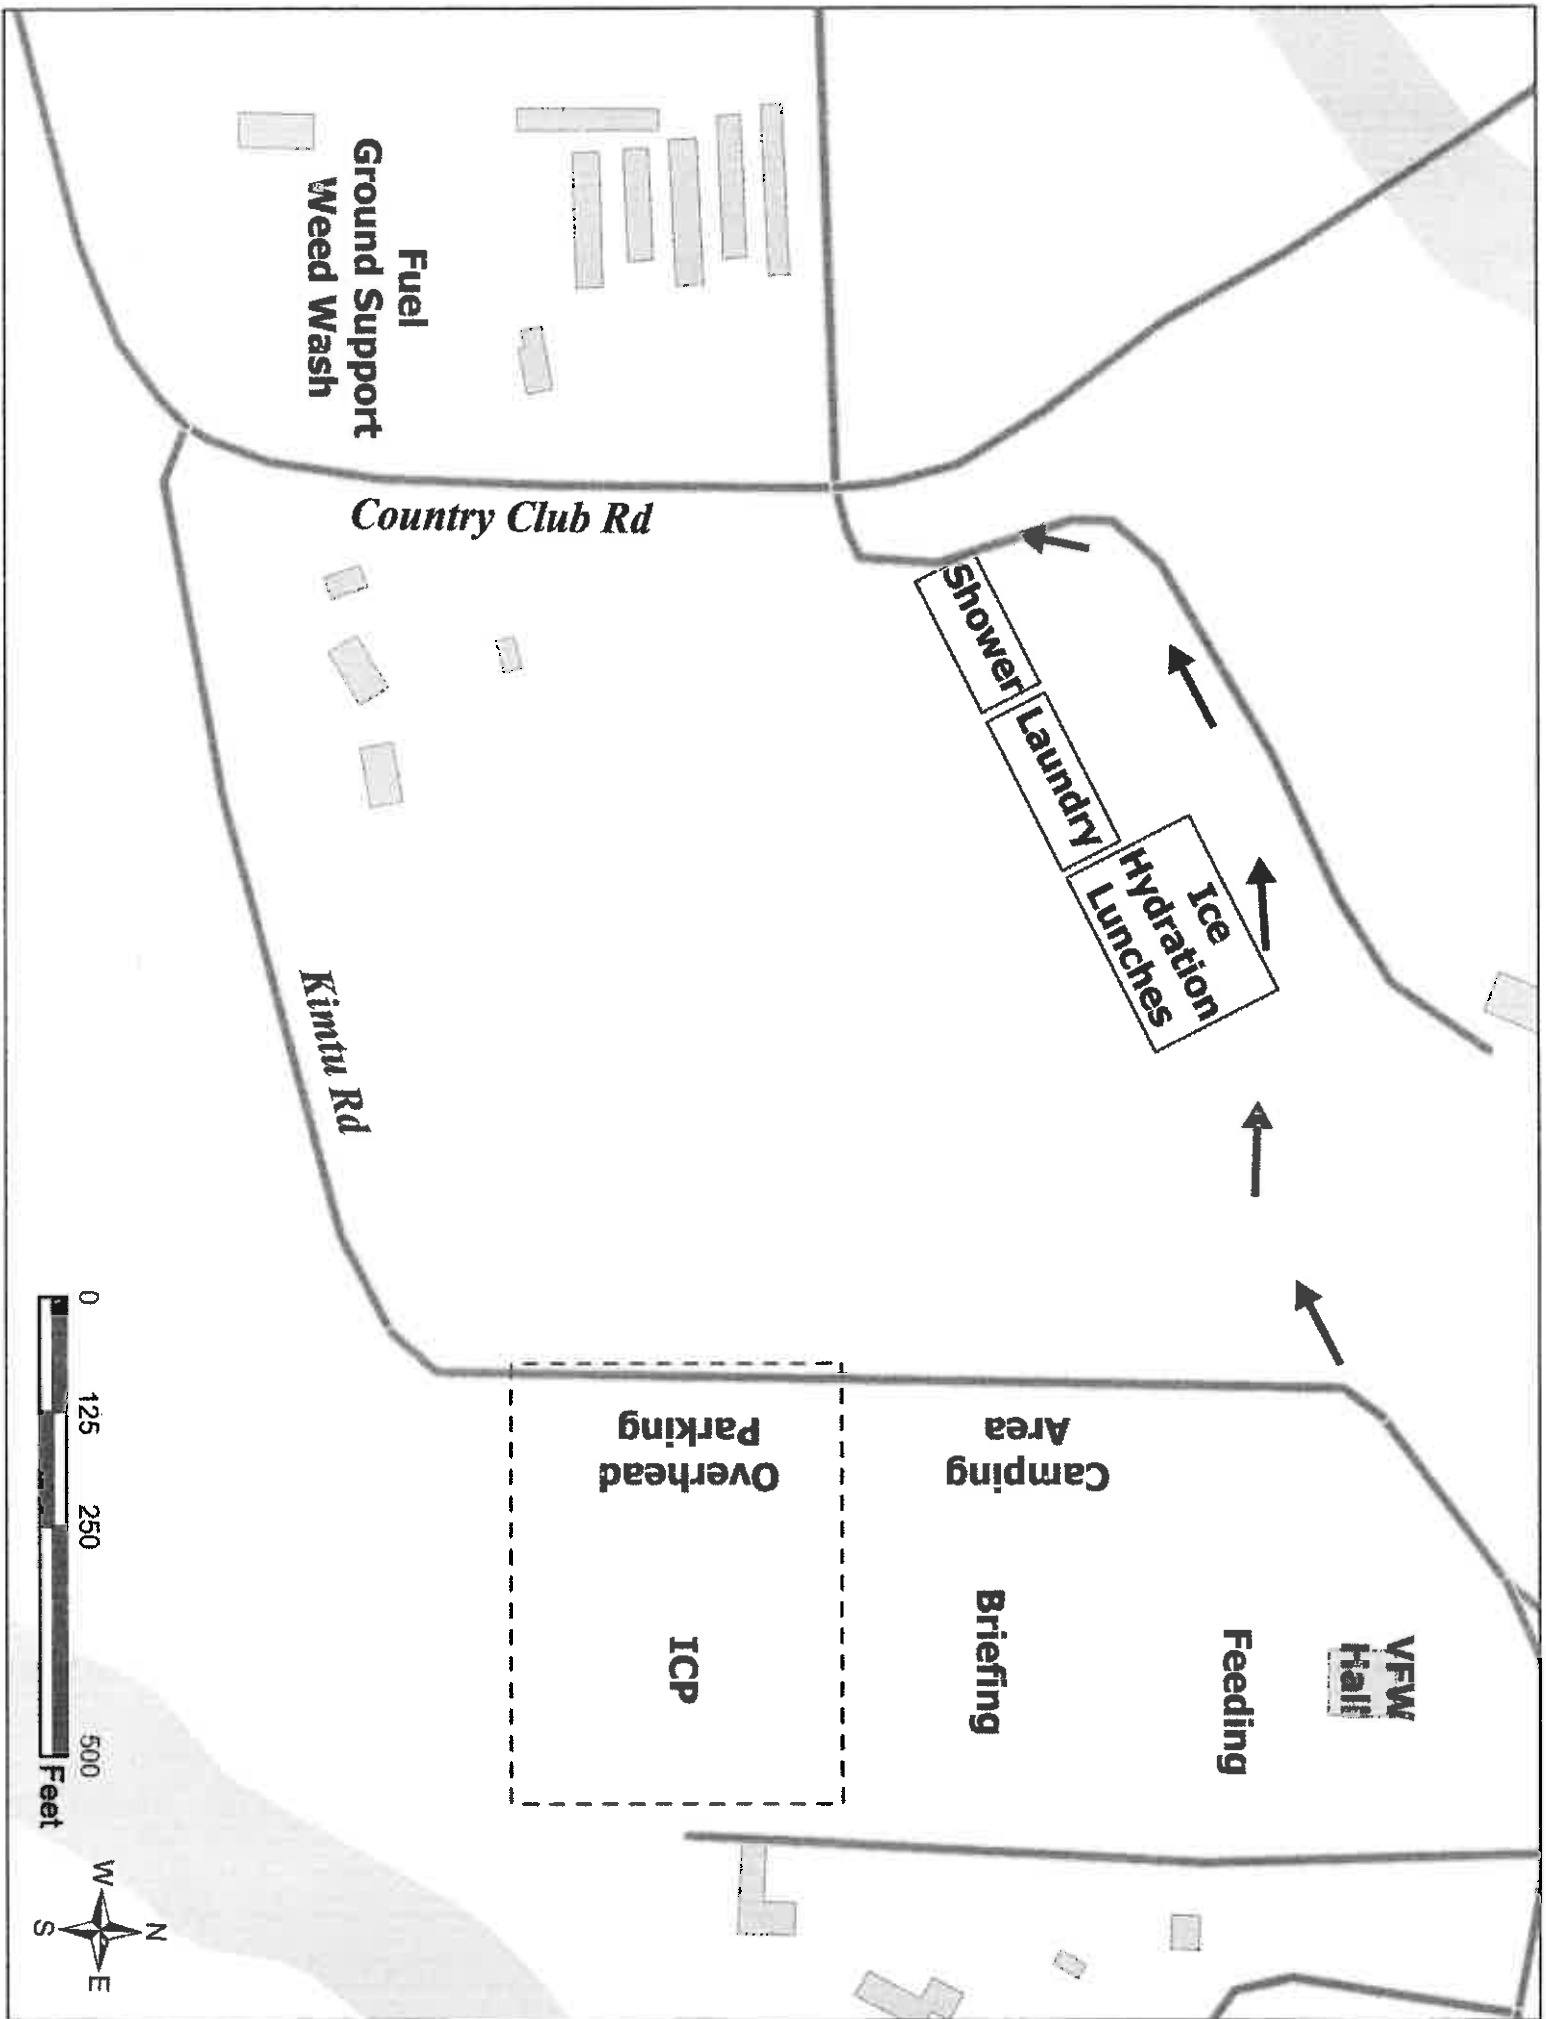 VFW
Hall
Feeding
Ice
Hydration
Lunches
Laundry
Shower
Camping
Area
Briefing
Overhead
Parking
ICP
Country Club Rd
Fuel
Ground Support
Weed Wash
Kimtu Rd
0 125 250 500
Feet
N
W E
S